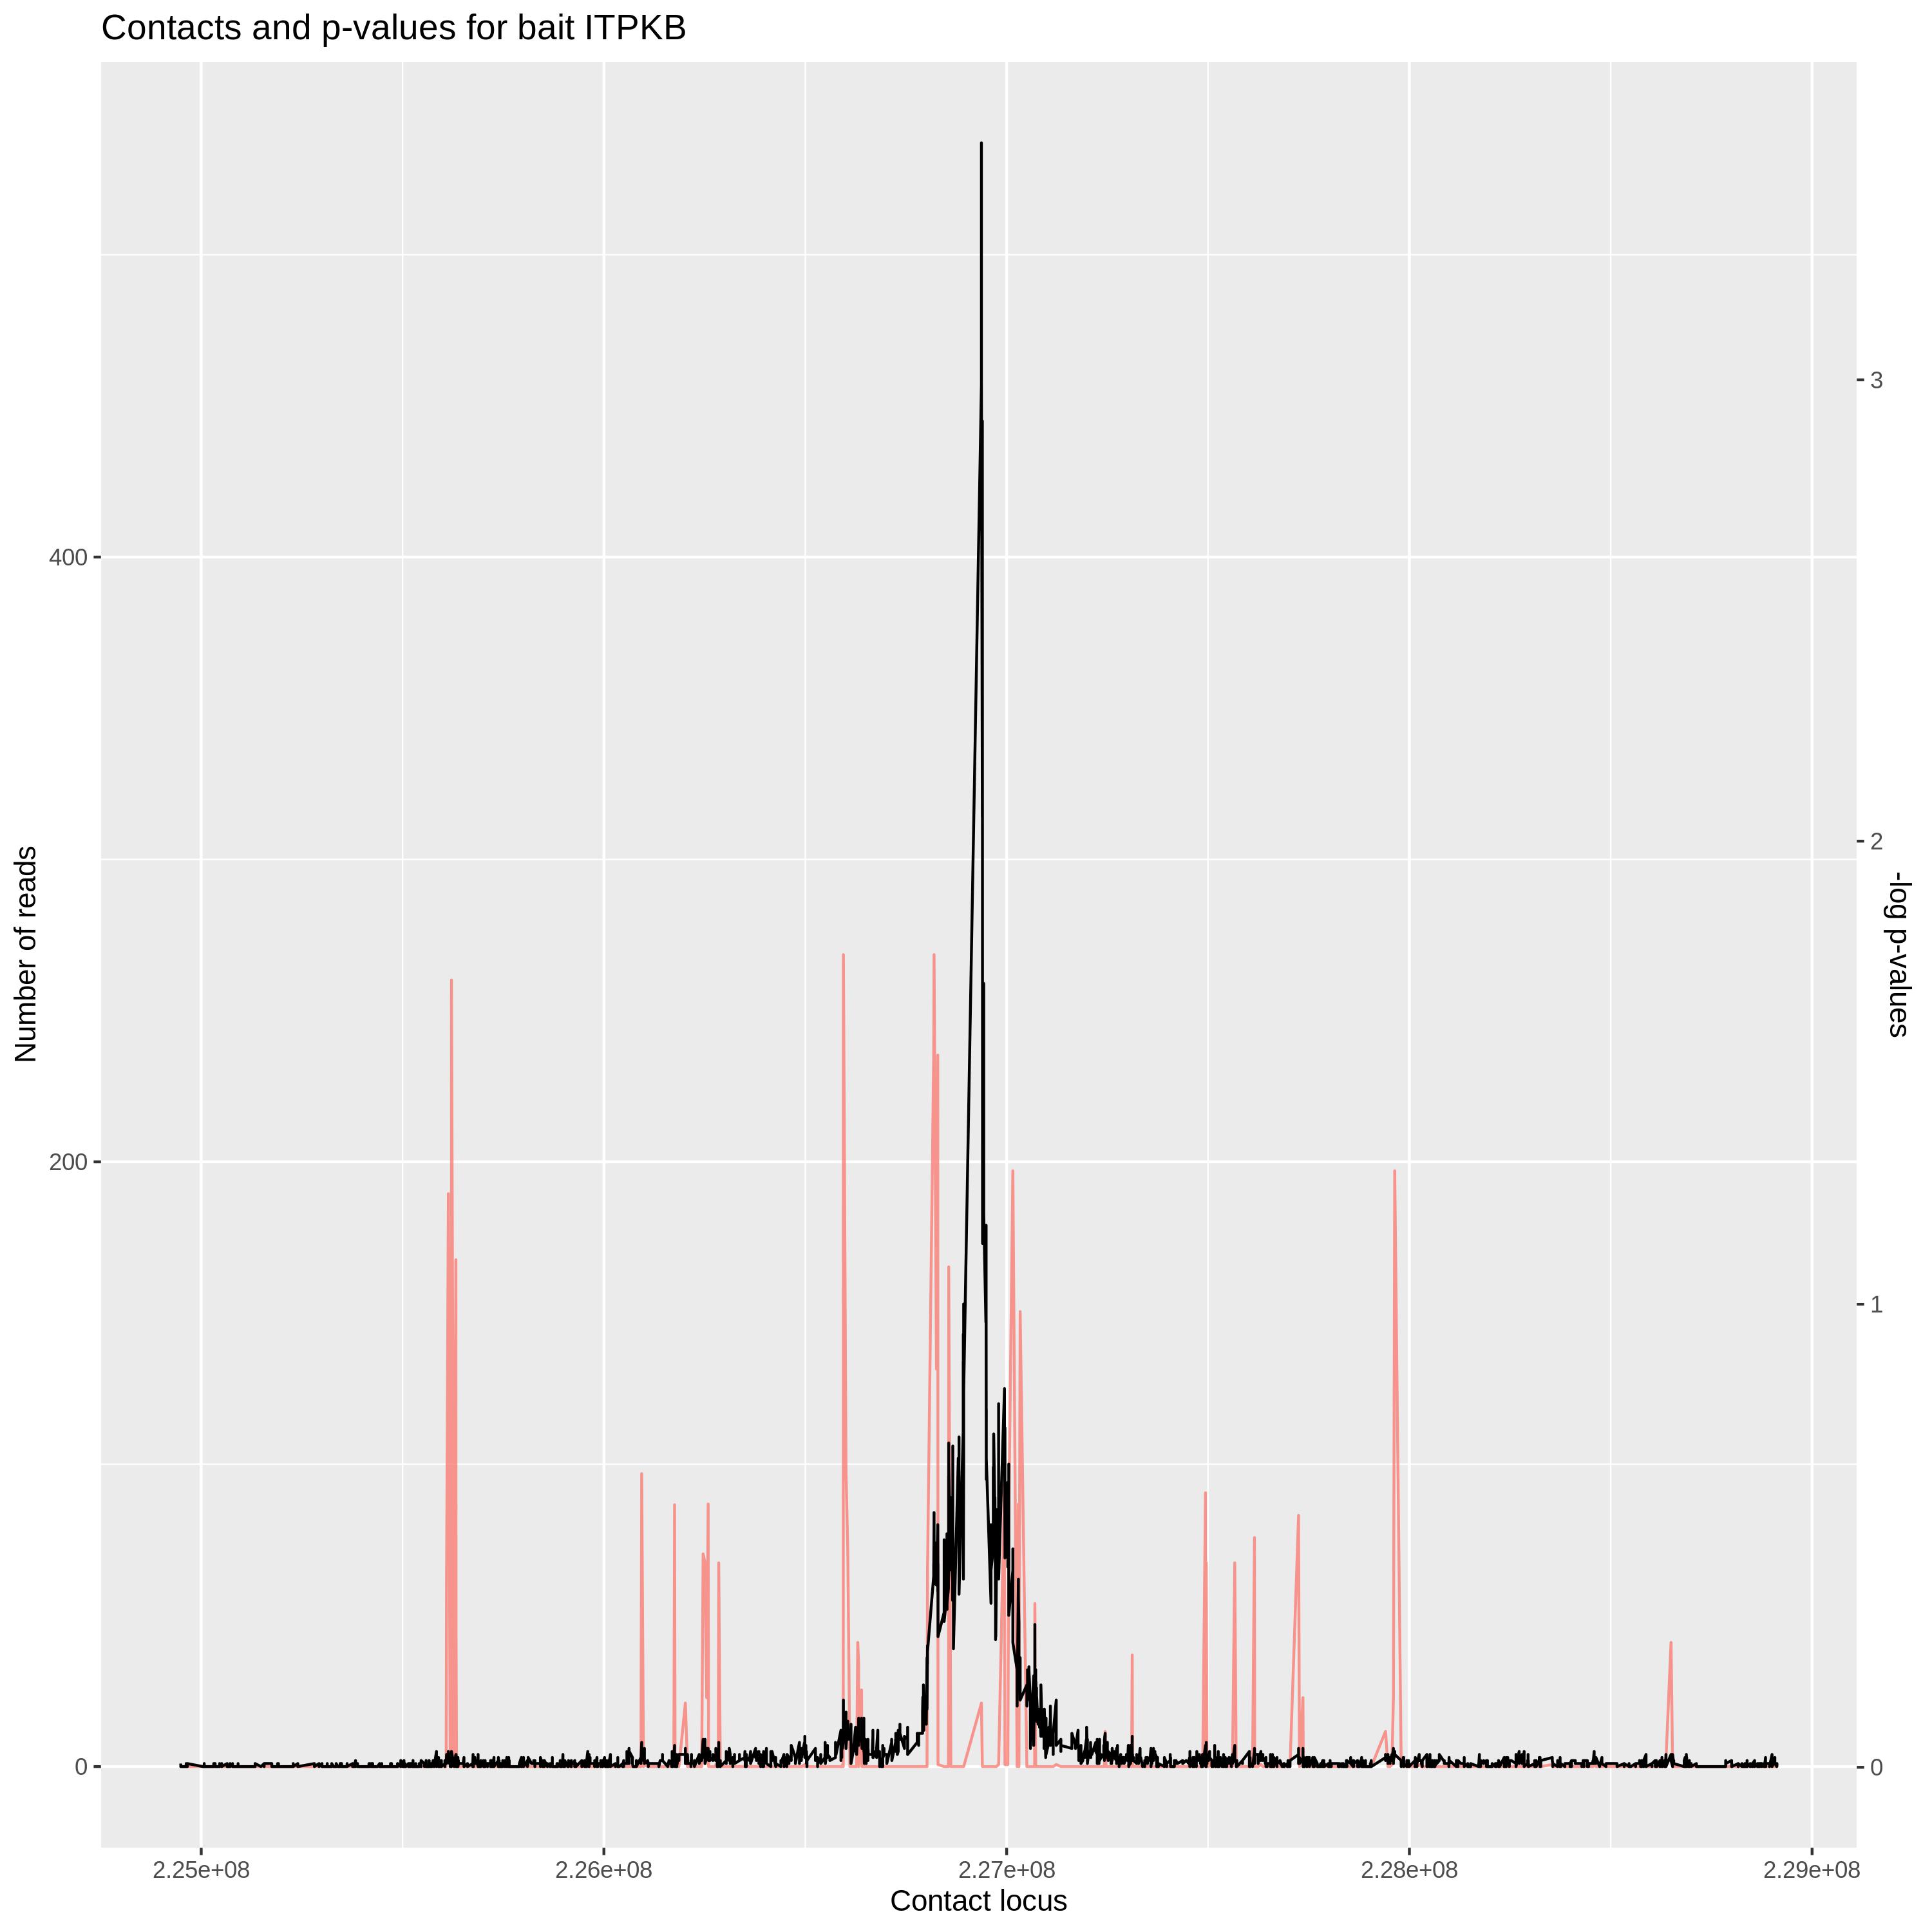 Contacts and p-values for bait ITPKB
Number of reads
400
200
0
3
2
1
0
-log p-values
2.25e+08
2.26e+08
2.27e+08
2.28e+08
2.29e+08
Contact locus